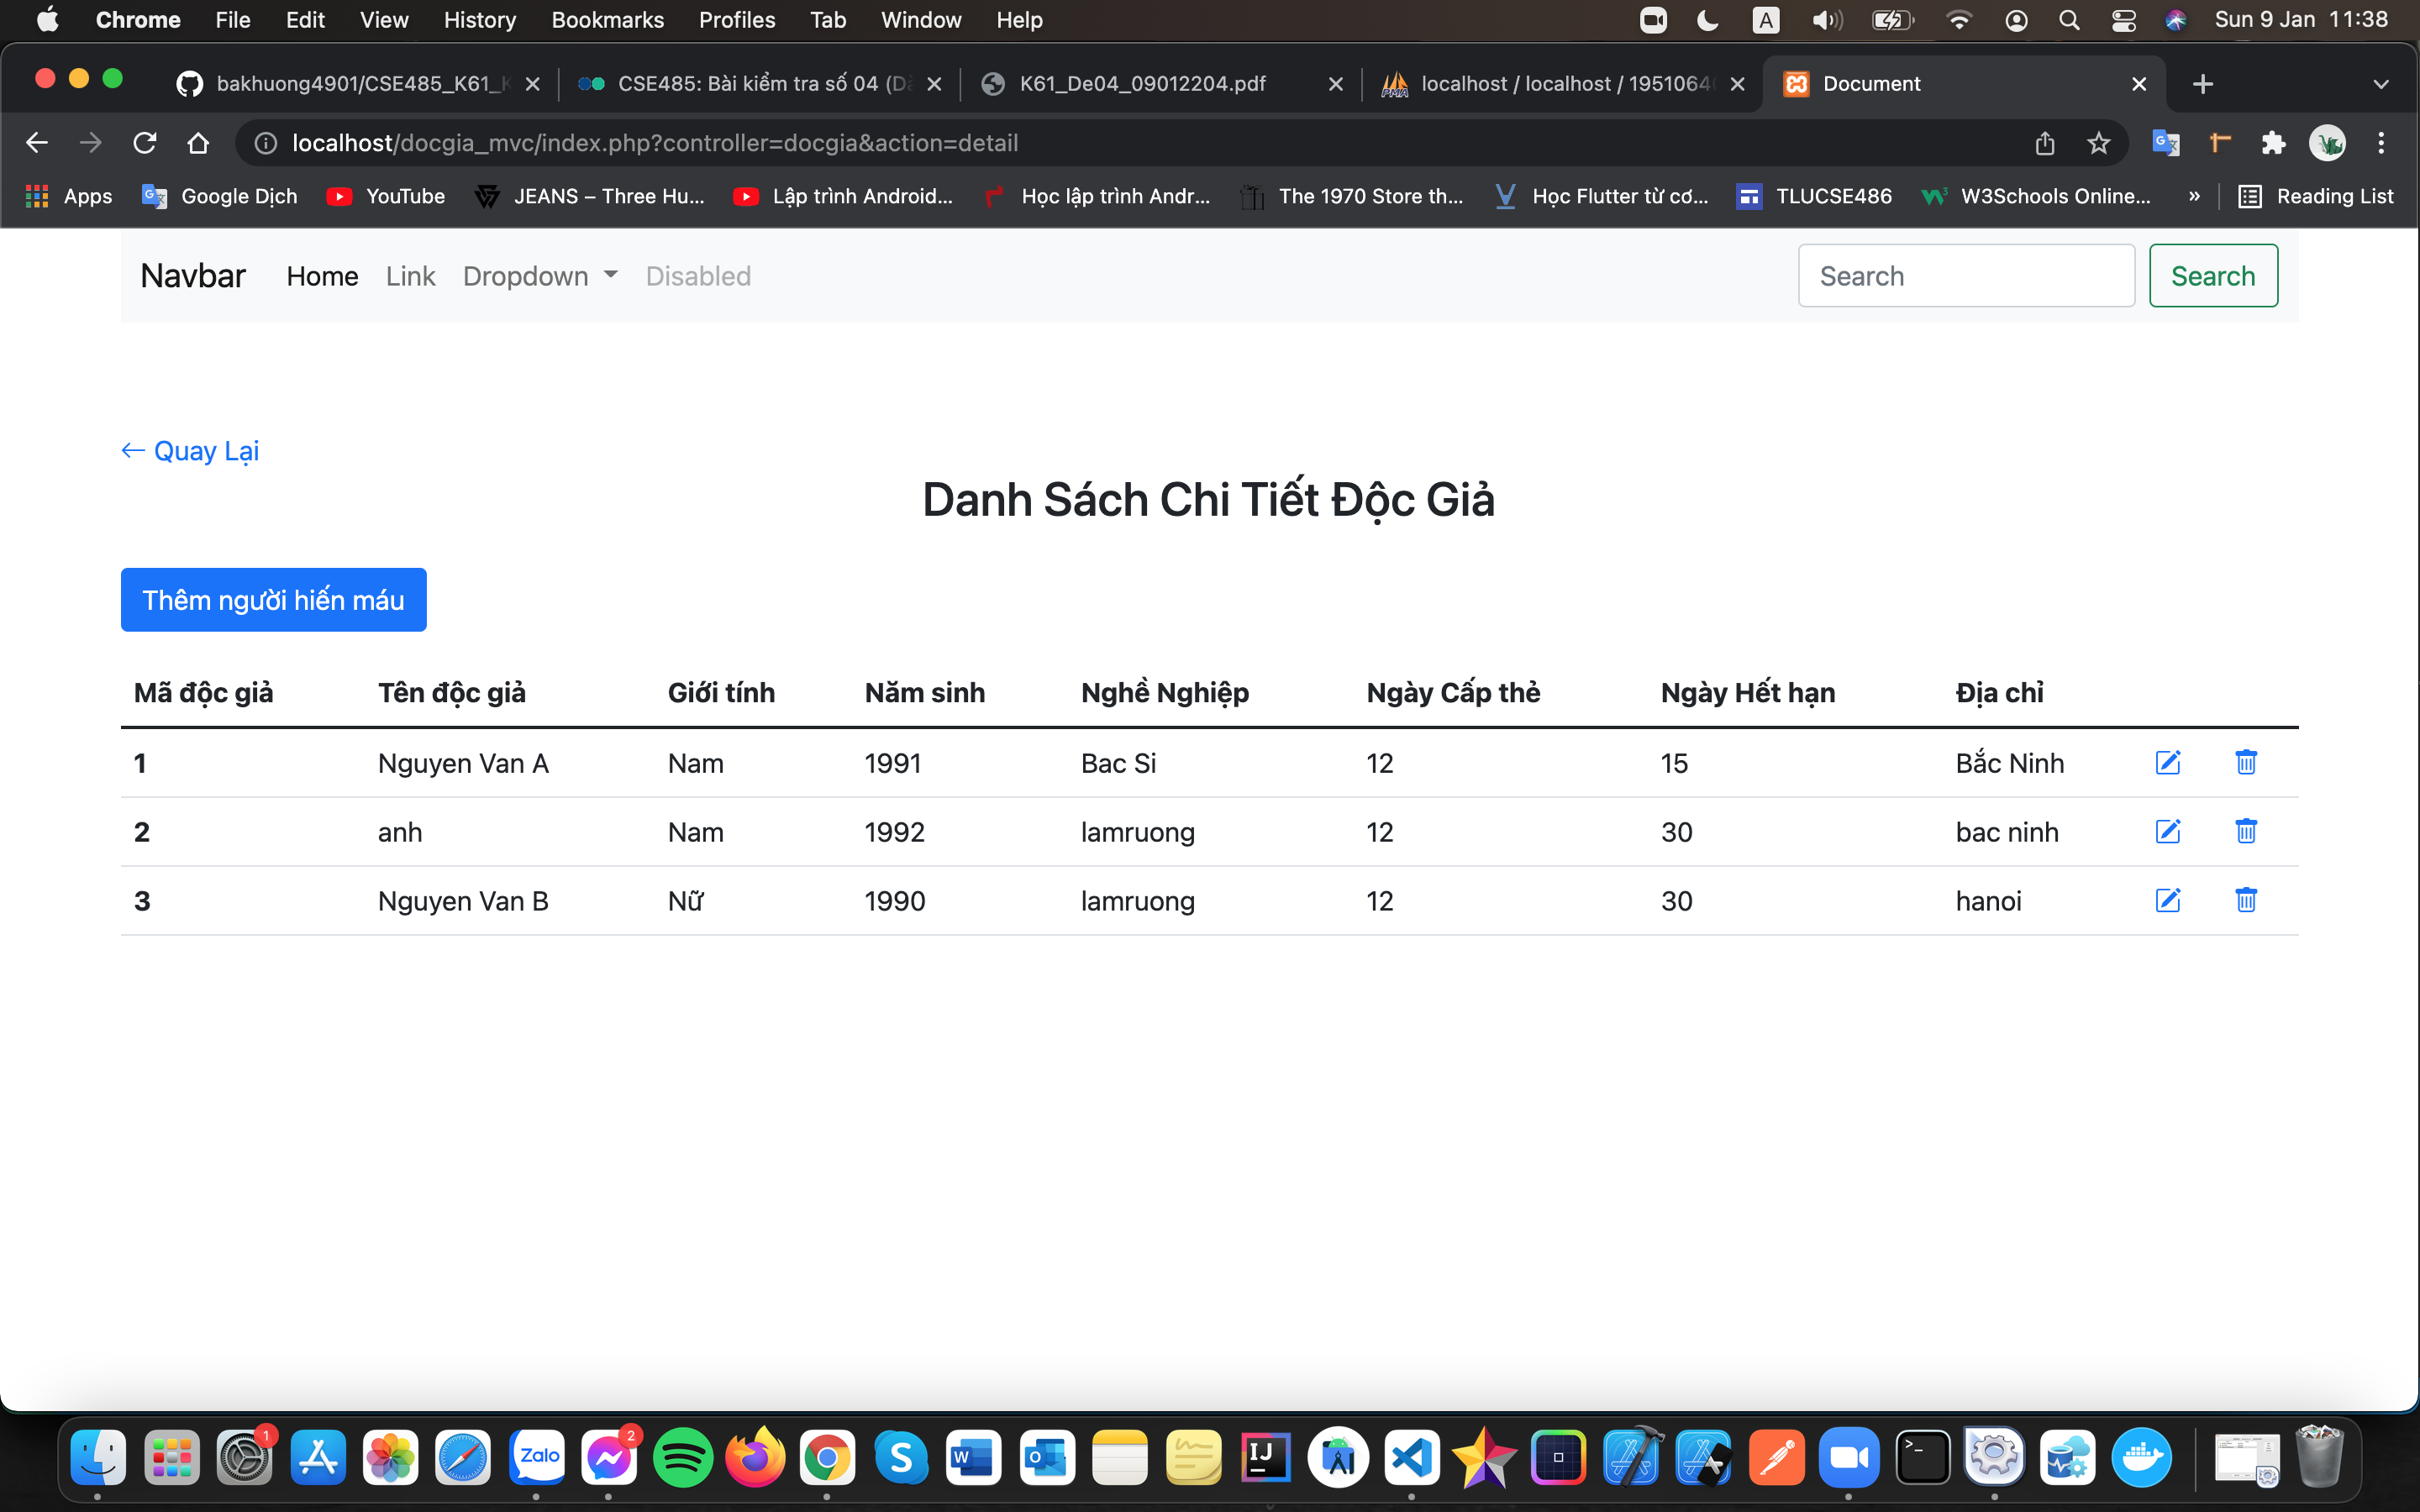 Chrome File Edit View History Bookmarks Profiles Tab Window Help A Sun 9 Jan 11:38
bakhuong4901/CSE485_K61_K CSE485: Bài kiểm tra số 04 (Dà K61_De04_09012204.pdf PMA localhost / localhost / 19510640 Document
localhost/docgia_mvc/index.php?controller=docgia&action=detail
Apps Google Dịch YouTube JEANS – Three Hu... Lập trình Android... Học lập trình Andr... The 1970 Store th... Học Flutter từ cơ... TLUCSE486 W3Schools Online... » Reading List
Navbar Home Link Dropdown Disabled Search Search
← Quay Lại
Danh Sách Chi Tiết Độc Giả
Thêm người hiến máu
Mã độc giả Tên độc giả Giới tính Năm sinh Nghề Nghiệp Ngày Cấp thẻ Ngày Hết hạn Địa chỉ
1 Nguyen Van A Nam 1991 Bac Si 12 15 Bắc Ninh
2 anh Nam 1992 lamruong 12 30 bac ninh
3 Nguyen Van B Nữ 1990 lamruong 12 30 hanoi
1 Zalo 2 S W O IJ >_